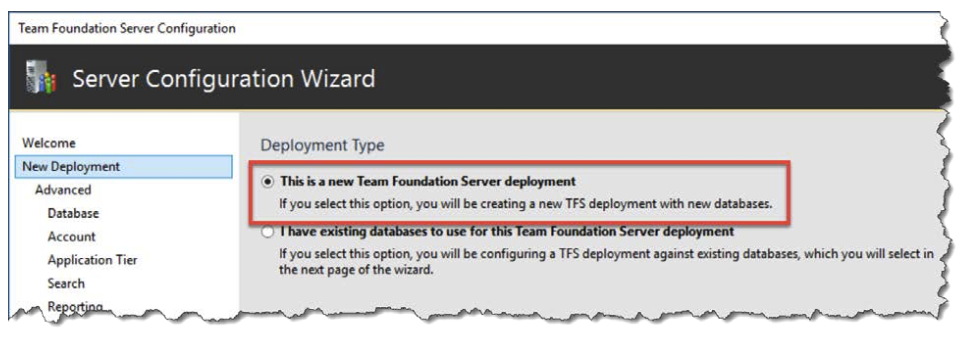 Team Foundation Server Configuration
Server Configuration Wizard
Welcome
New Deployment
Advanced
Database
Account
Application Tier
Search
Reporting
Deployment Type
This is a new Team Foundation Server deployment
If you select this option, you will be creating a new TFS deployment with new databases.
I have existing databases to use for this Team Foundation Server deployment
If you select this option, you will be configuring a TFS deployment against existing databases, which you will select in
the next page of the wizard.